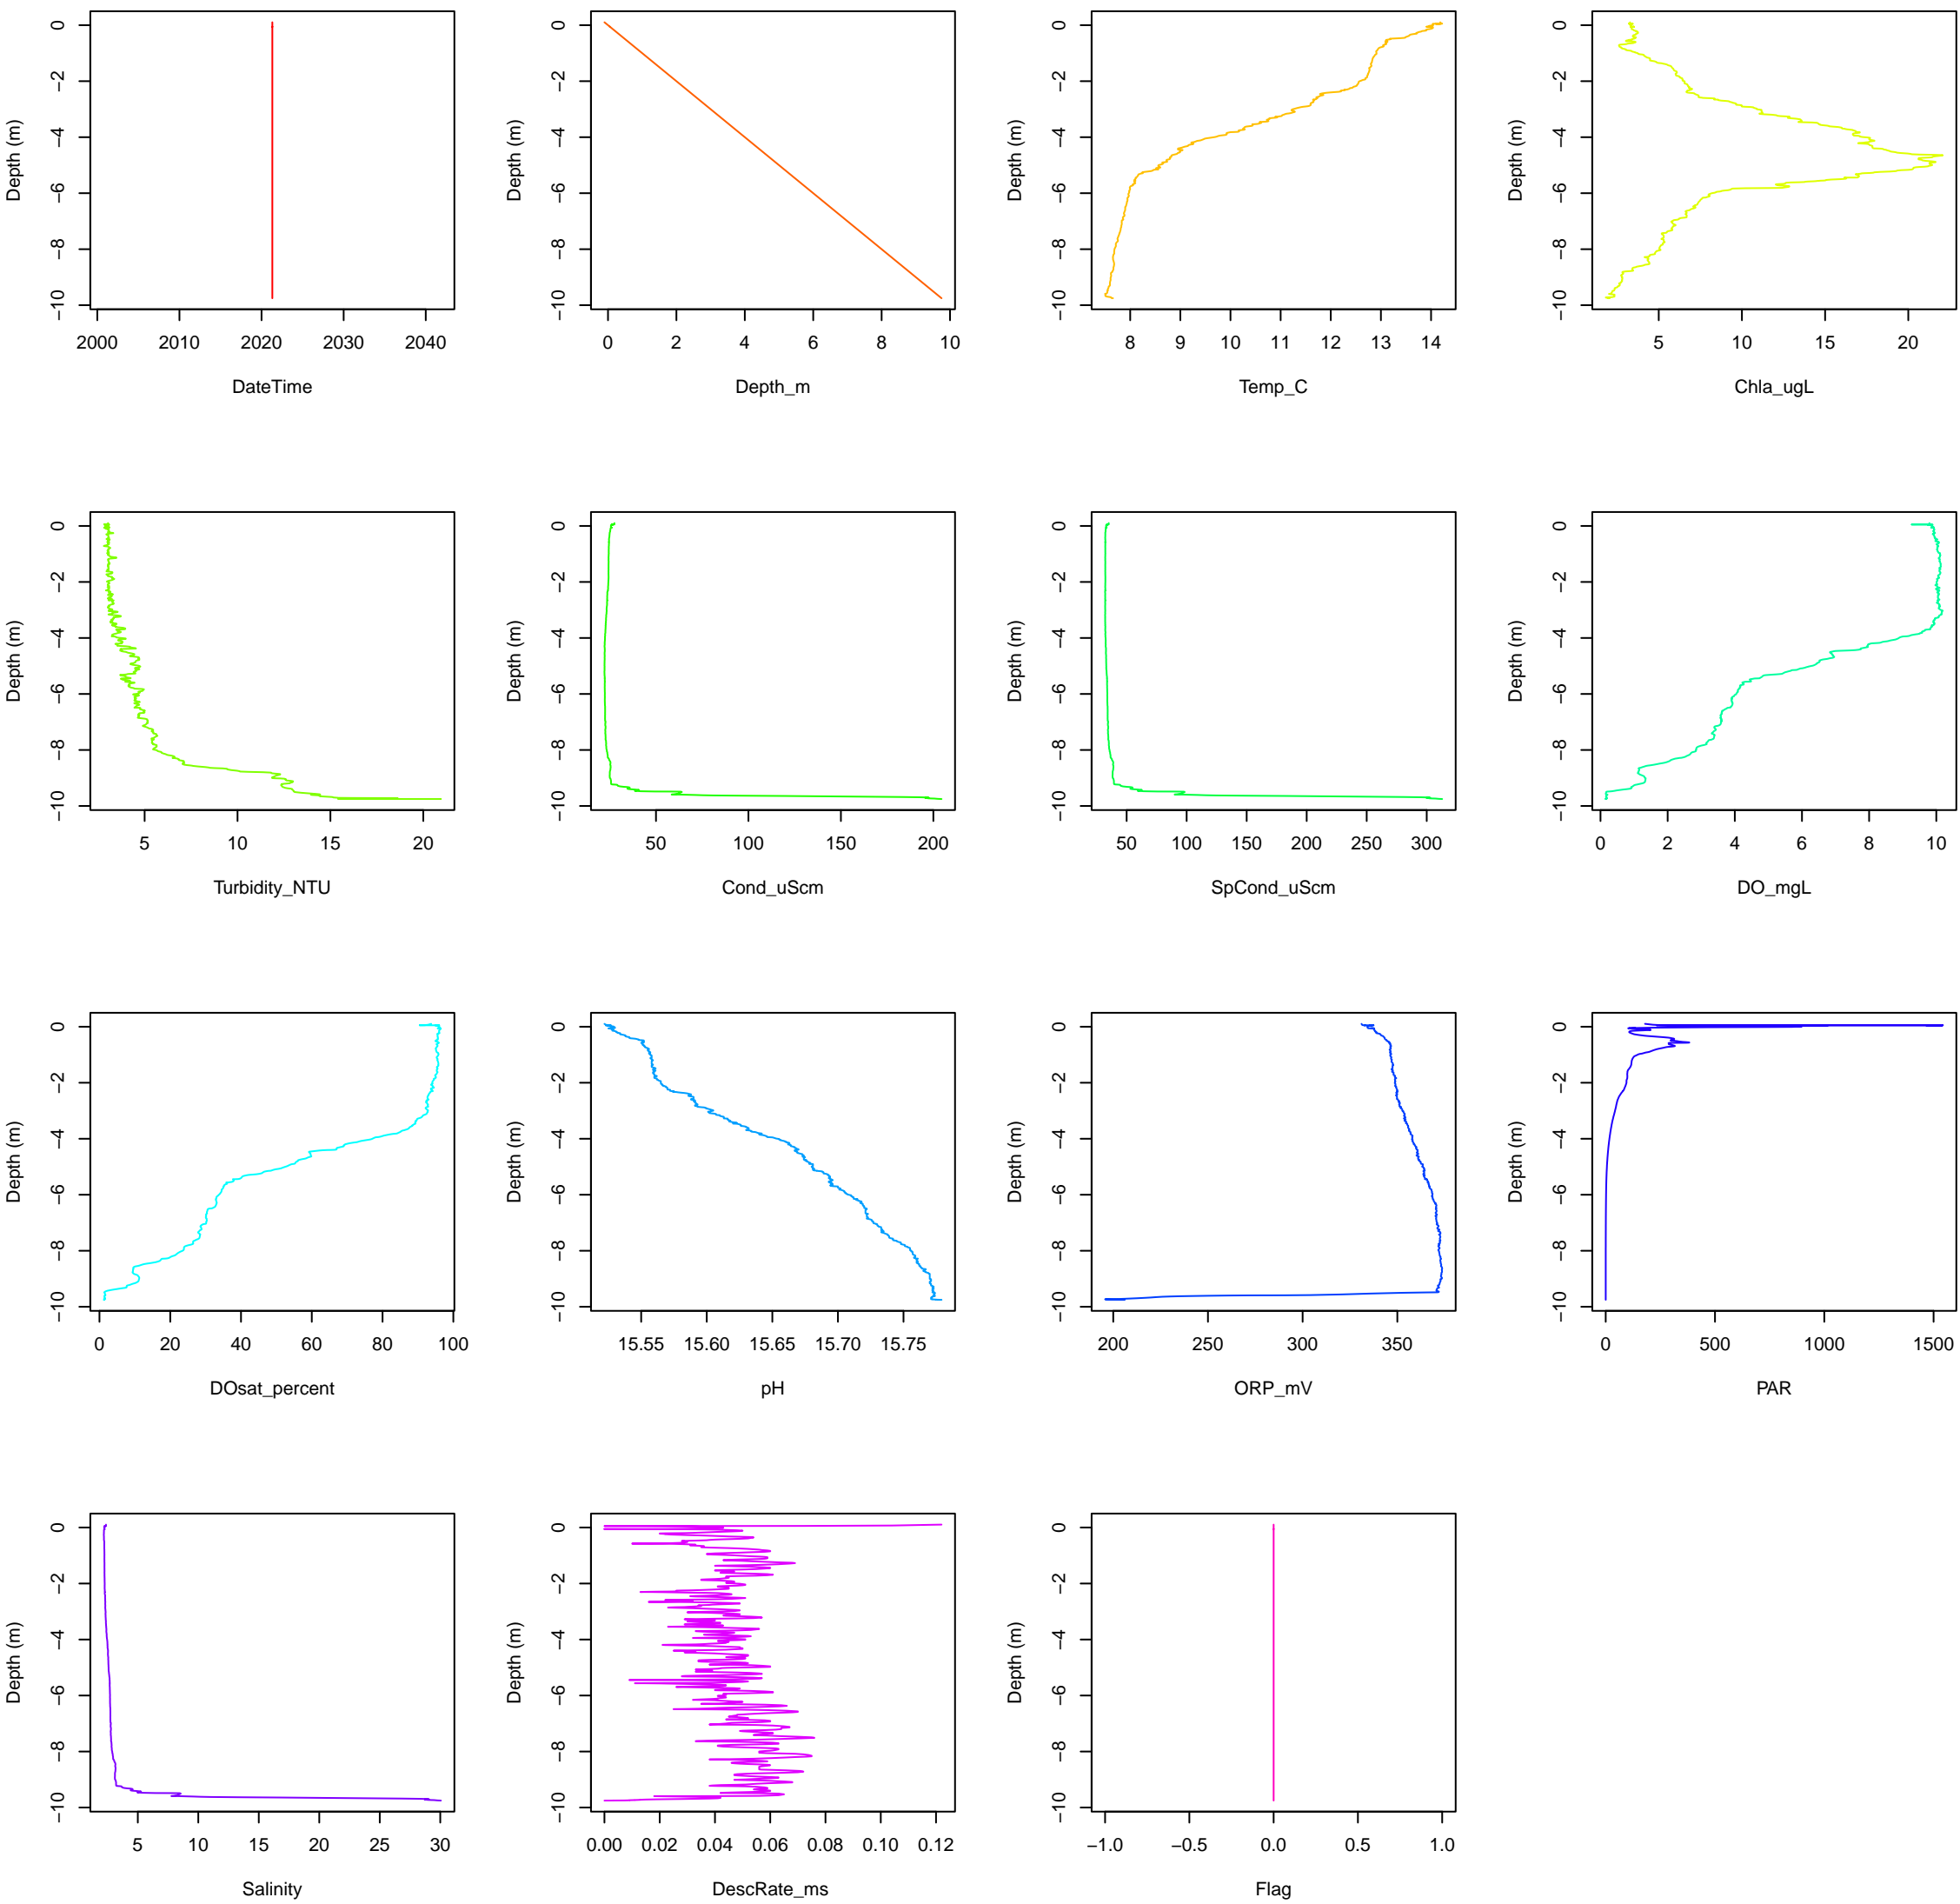 Depth (m)
0 −2 −4 −6 −8 −10
2000 2010 2020 2030 2040
DateTime
Depth (m)
0 −2 −4 −6 −8 −10
0 2 4 6 8 10
Depth_m
Depth (m)
0 −2 −4 −6 −8 −10
8 9 10 11 12 13 14
Temp_C
Depth (m)
0 −2 −4 −6 −8 −10
5 10 15 20
Chla_ugL
Depth (m)
0 −2 −4 −6 −8 −10
5 10 15 20
Turbidity_NTU
Depth (m)
0 −2 −4 −6 −8 −10
50 100 150 200
Cond_uScm
Depth (m)
0 −2 −4 −6 −8 −10
50 100 150 200 250 300
SpCond_uScm
Depth (m)
0 −2 −4 −6 −8 −10
0 2 4 6 8 10
DO_mgL
Depth (m)
0 −2 −4 −6 −8 −10
0 20 40 60 80 100
DOsat_percent
Depth (m)
0 −2 −4 −6 −8 −10
15.55 15.60 15.65 15.70 15.75
pH
Depth (m)
0 −2 −4 −6 −8 −10
200 250 300 350
ORP_mV
Depth (m)
0 −2 −4 −6 −8 −10
0 500 1000 1500
PAR
Depth (m)
0 −2 −4 −6 −8 −10
5 10 15 20 25 30
Salinity
Depth (m)
0 −2 −4 −6 −8 −10
0.00 0.02 0.04 0.06 0.08 0.10 0.12
DescRate_ms
Depth (m)
0 −2 −4 −6 −8 −10
−1.0 −0.5 0.0 0.5 1.0
Flag